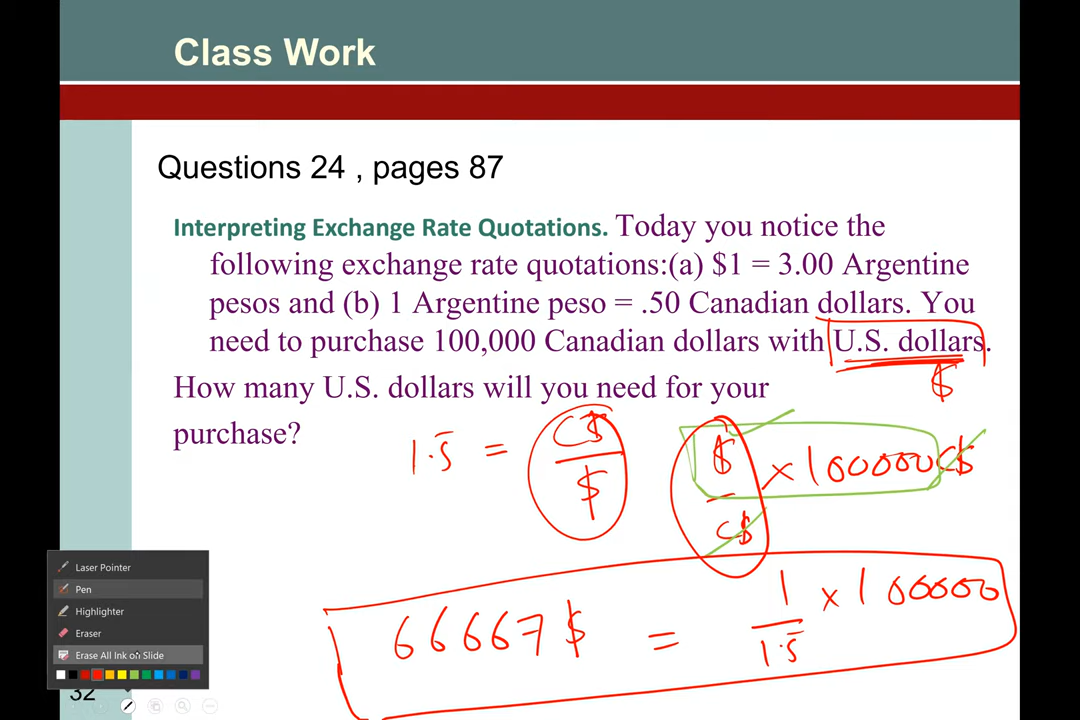 Class Work
Questions 24 , pages 87
Interpreting Exchange Rate Quotations. Today you notice the
following exchange rate quotations:(a) $1 = 3.00 Argentine
pesos and (b) 1 Argentine peso = .50 Canadian dollars. You
need to purchase 100,000 Canadian dollars with U.S. dollars.
$
How many U.S. dollars will you need for your
purchase?
1.5 = C$/$
$/C$ × 100000 C$
66667 $ = 1/1.5 × 100000
Laser Pointer
Pen
Highlighter
Eraser
Erase All Ink on Slide
32